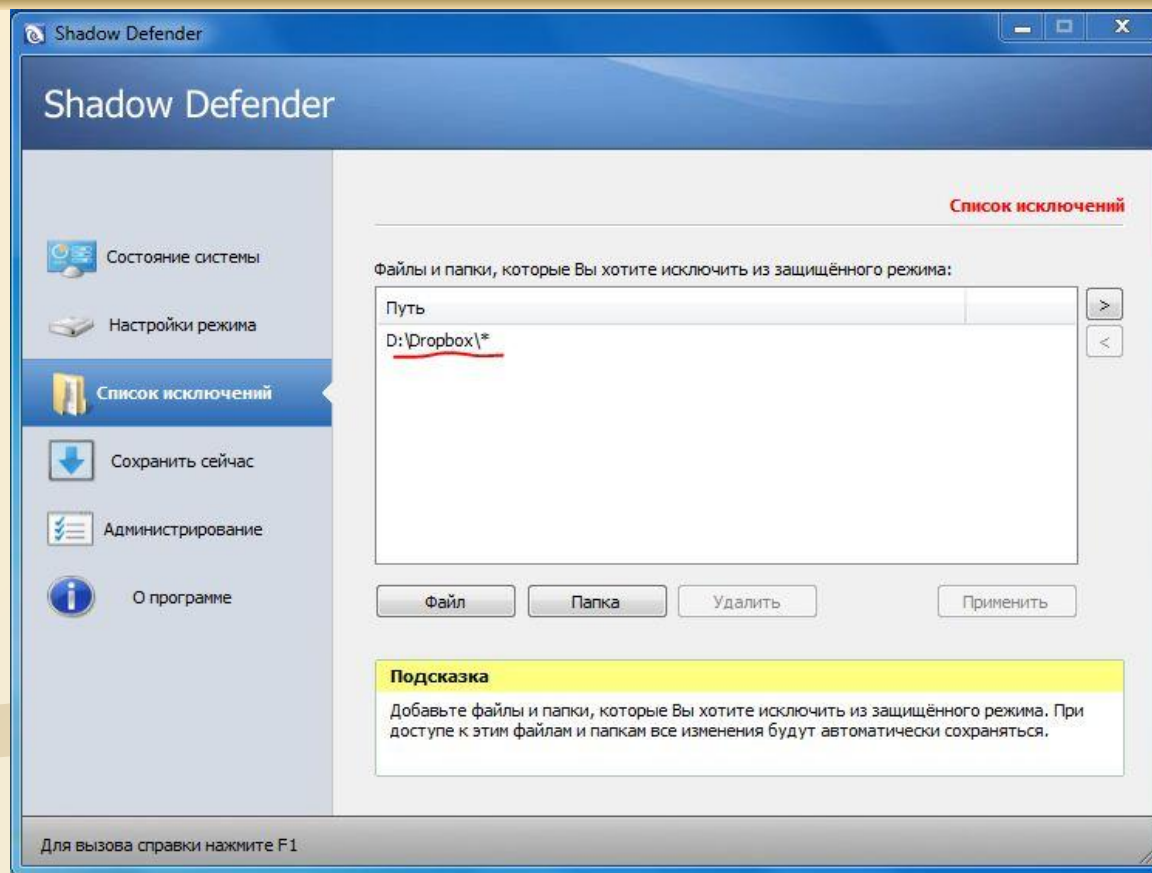 Shadow Defender
Shadow Defender
Список исключений
Состояние системы
Настройки режима
Список исключений
Сохранить сейчас
Администрирование
О программе
Файлы и папки, которые Вы хотите исключить из защищённого режима:
Путь
D:\Dropbox\*
>
<
Файл
Папка
Удалить
Применить
Подсказка
Добавьте файлы и папки, которые Вы хотите исключить из защищённого режима. При
доступе к этим файлам и папкам все изменения будут автоматически сохраняться.
Для вызова справки нажмите F1